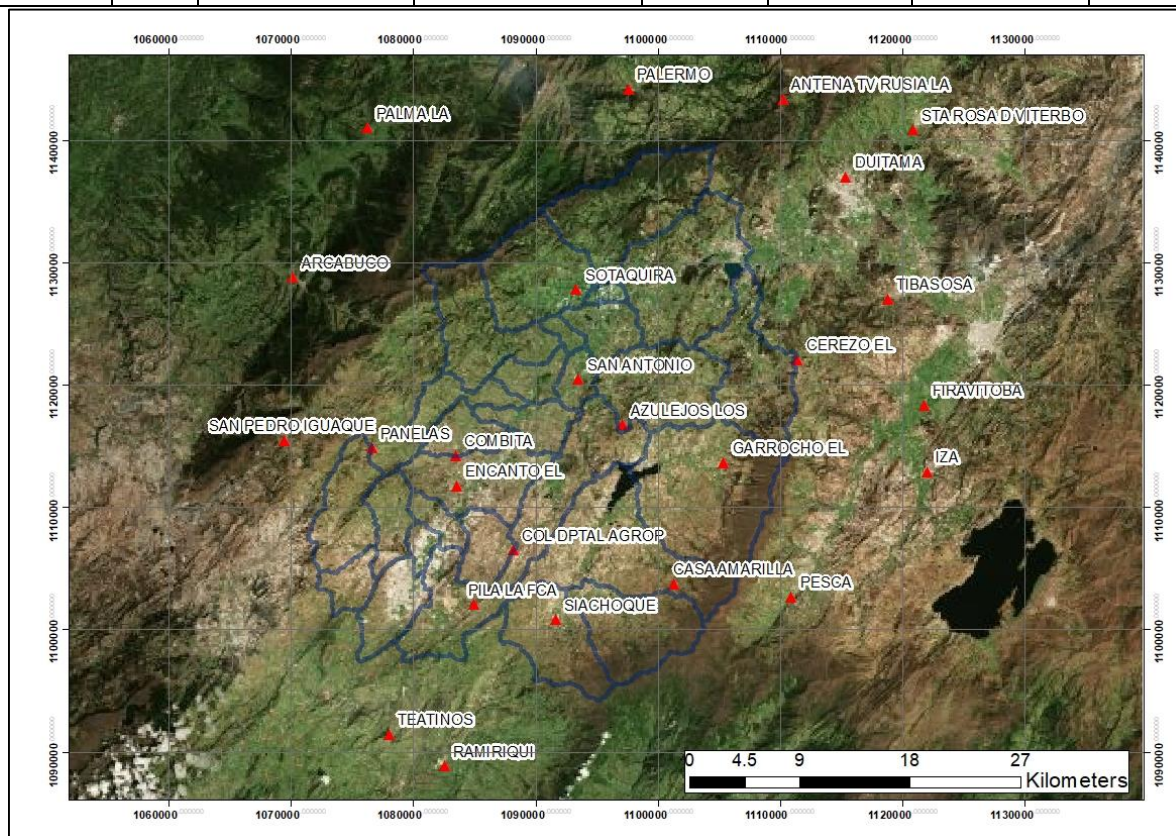 1060000 1070000 1080000 1090000 1100000 1110000 1120000 1130000
PALERMO
ANTENA TV RUSIA LA
PALMA LA
STA ROSA D VITERBO
1140000 1140000
DUITAMA
ARCABUCO
1130000 1130000
SOTAQUIRA
TIBASOSA
CEREZO EL
SAN ANTONIO
1120000 1120000
FIRAVITOBA
AZULEJOS LOS
SAN PEDRO IGUAQUE
PANELAS
COMBITA
GARROCHO EL
IZA
ENCANTO EL
1110000 1110000
COL DPTAL AGROP
CASA AMARILLA
PILA LA FCA
PESCA
SIACHOQUE
1100000 1100000
TEATINOS
RAMIRIQUI
1090000 1090000
0 4.5 9 18 27
Kilometers
1060000 1070000 1080000 1090000 1100000 1110000 1120000 1130000